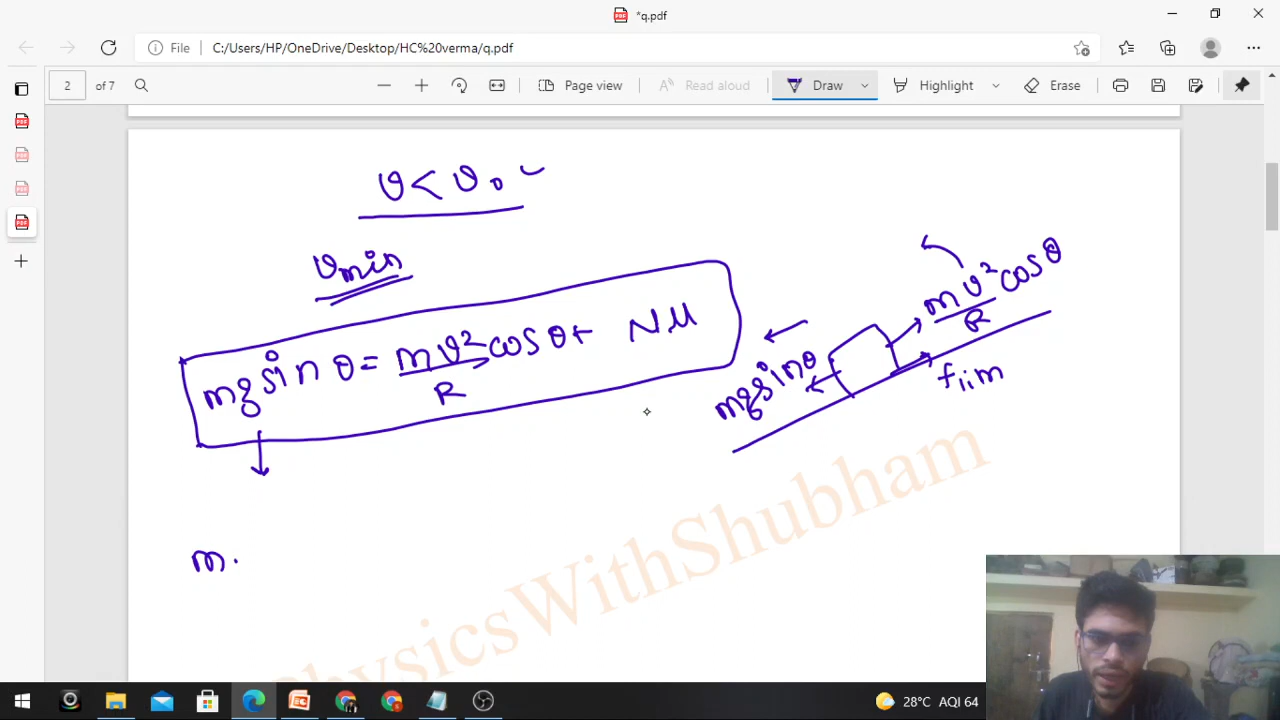 *q.pdf
File C:/Users/HP/OneDrive/Desktop/HC%20verma/q.pdf
2 of 7 Page view Read aloud Draw Highlight Erase
v < v₀
vmin
mg sin θ = mv²/R cos θ + Nμ
mv²/R cos θ
mg sin θ
flim
m.
PhysicsWithShubham
28°C AQI 64